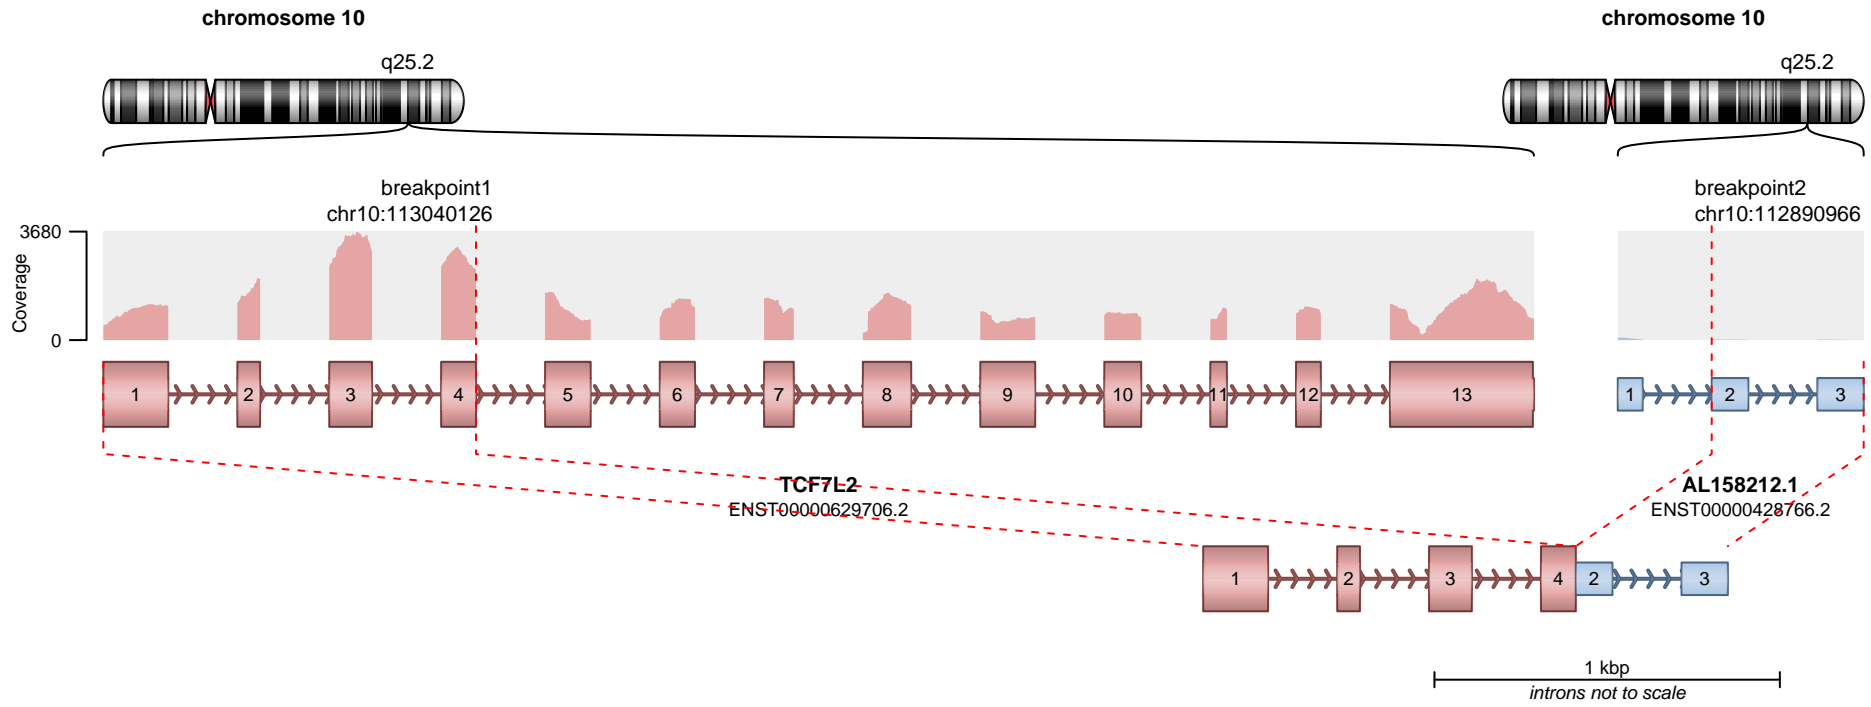 chromosome 10
chromosome 10
q25.2
q25.2
breakpoint1
chr10:113040126
breakpoint2
chr10:112890966
3680
Coverage
0
1 2 3 4 5 6 7 8 9 10 11 12 13
1 2 3
TCF7L2
ENST00000629706.2
AL158212.1
ENST00000428766.2
1 2 3 4 2 3
1 kbp
introns not to scale